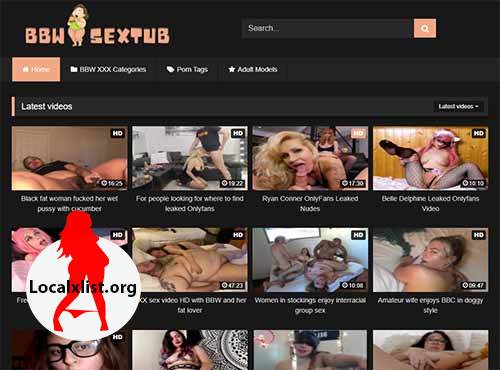 BBW SEXTUB
Search...
Home
BBW XXX Categories
Porn Tags
Adult Models
Latest videos
Latest videos
HD
HD
HD
HD
16:25
19:22
17:30
10:10
Black fat woman fucked her wet
pussy with cucumber
For people looking for where to find
leaked Onlyfans
Ryan Conner OnlyFans Leaked
Nudes
Belle Delphine Leaked Onlyfans
Video
HD
HD
HD
47:23
10:08
09:47
XX sex video HD with BBW and her
fat lover
Women in stockings enjoy interracial
group sex
Amateur wife enjoys BBC in doggy
style
Localxlist.org
HD
HD
HD